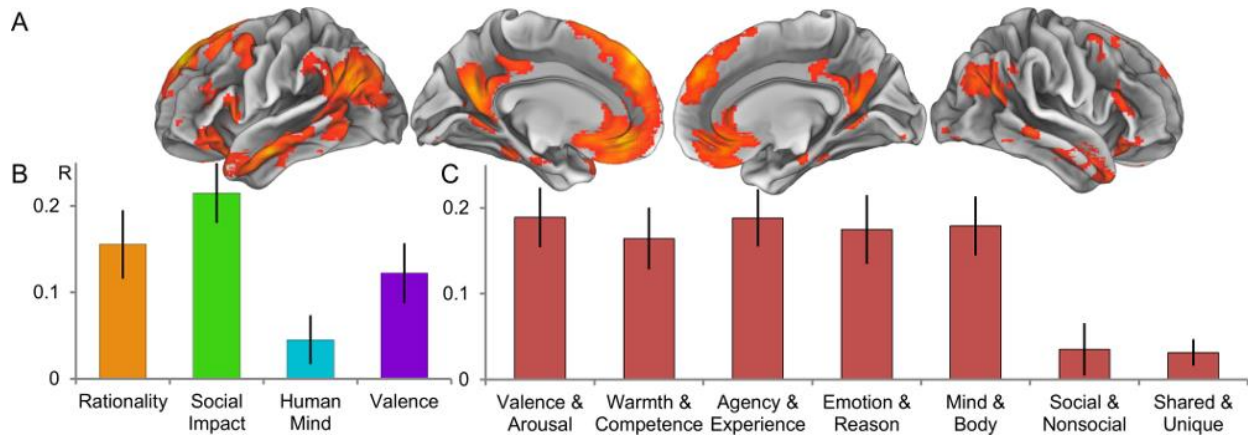 A
B
R
0.2
0.1
0
Rationality
Social
Impact
Human
Mind
Valence
C
0.2
0.1
0
Valence &
Arousal
Warmth &
Competence
Agency &
Experience
Emotion &
Reason
Mind &
Body
Social &
Nonsocial
Shared &
Unique